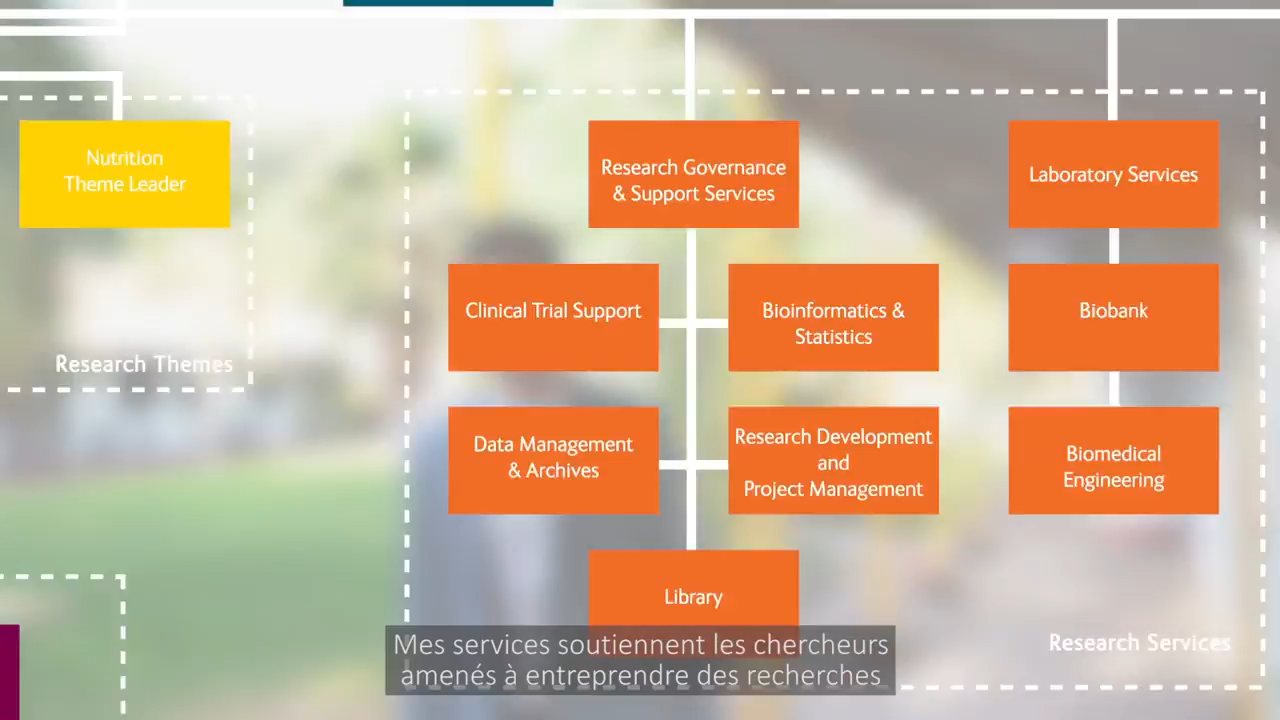 Nutrition
Theme Leader
Research Themes
Research Governance
& Support Services
Laboratory Services
Clinical Trial Support
Bioinformatics &
Statistics
Biobank
Data Management
& Archives
Research Development
and
Project Management
Biomedical
Engineering
Library
Research Services
Mes services soutiennent les chercheurs
amenés à entreprendre des recherches